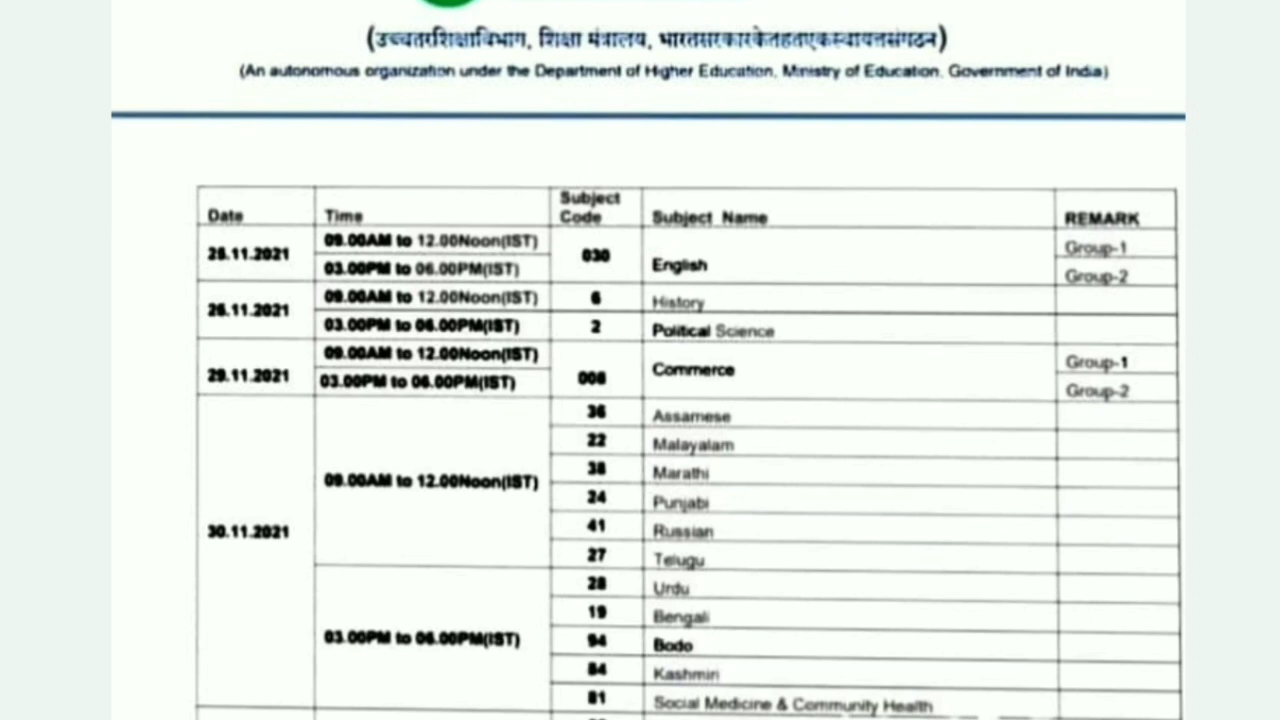 (उच्चतरशिक्षाविभाग, शिक्षा मंत्रालय, भारतसरकारकेतहतएकस्वायत्तसंगठन)
(An autonomous organization under the Department of Higher Education, Ministry of Education, Government of India)
Date Time Subject Code Subject Name REMARK
25.11.2021 09.00AM to 12.00Noon(IST) 030 English Group-1
03.00PM to 06.00PM(IST) Group-2
26.11.2021 09.00AM to 12.00Noon(IST) 6 History
03.00PM to 06.00PM(IST) 2 Political Science
29.11.2021 09.00AM to 12.00Noon(IST) 006 Commerce Group-1
03.00PM to 06.00PM(IST) Group-2
30.11.2021 09.00AM to 12.00Noon(IST) 36 Assamese
22 Malayalam
38 Marathi
24 Punjabi
41 Russian
27 Telugu
03.00PM to 06.00PM(IST) 28 Urdu
19 Bengali
94 Bodo
84 Kashmiri
81 Social Medicine & Community Health